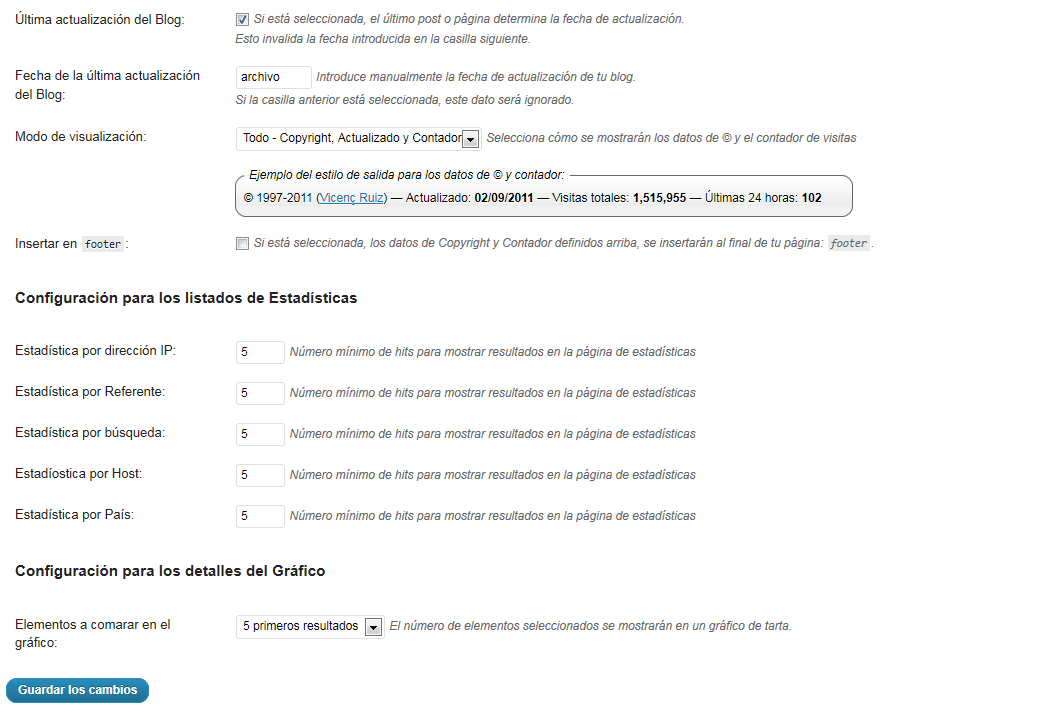 Última actualización del Blog:
Si está seleccionada, el último post o página determina la fecha de actualización.
Esto invalida la fecha introducida en la casilla siguiente.
Fecha de la última actualización
del Blog:
archivo Introduce manualmente la fecha de actualización de tu blog.
Si la casilla anterior está seleccionada, este dato será ignorado.
Modo de visualización:
Todo - Copyright, Actualizado y Contador Selecciona cómo se mostrarán los datos de © y el contador de visitas
Ejemplo del estilo de salida para los datos de © y contador:
© 1997-2011 (Vicenç Ruiz) — Actualizado: 02/09/2011 — Visitas totales: 1,515,955 — Últimas 24 horas: 102
Insertar en footer:
Si está seleccionada, los datos de Copyright y Contador definidos arriba, se insertarán al final de tu página: footer.
Configuración para los listados de Estadísticas
Estadística por dirección IP: 5 Número mínimo de hits para mostrar resultados en la página de estadísticas
Estadística por Referente: 5 Número mínimo de hits para mostrar resultados en la página de estadísticas
Estadística por búsqueda: 5 Número mínimo de hits para mostrar resultados en la página de estadísticas
Estadíostica por Host: 5 Número mínimo de hits para mostrar resultados en la página de estadísticas
Estadística por País: 5 Número mínimo de hits para mostrar resultados en la página de estadísticas
Configuración para los detalles del Gráfico
Elementos a comarar en el
gráfico:
5 primeros resultados El número de elementos seleccionados se mostrarán en un gráfico de tarta.
Guardar los cambios